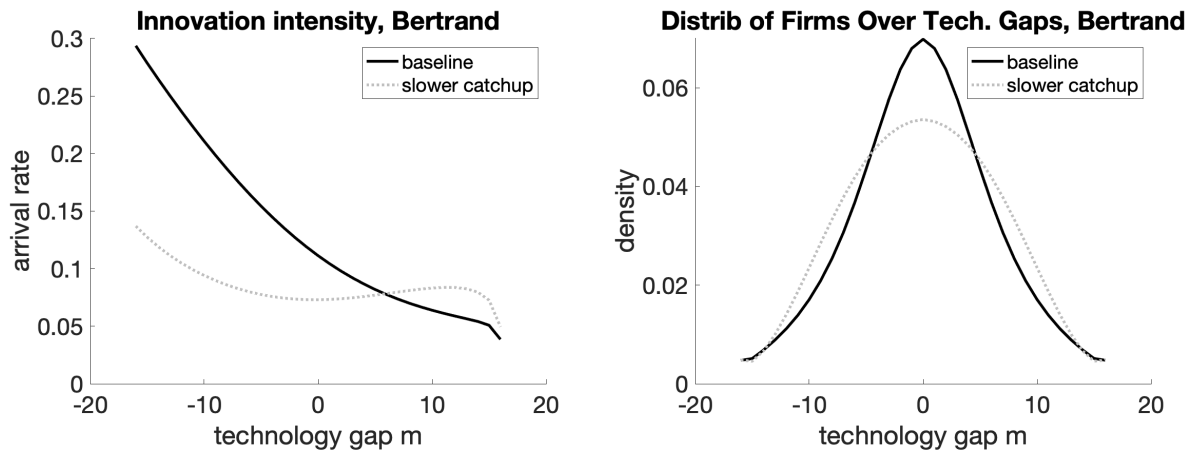 Innovation intensity, Bertrand
baseline
slower catchup
arrival rate
0.3
0.25
0.2
0.15
0.1
0.05
0
-20
-10
0
10
20
technology gap m
Distrib of Firms Over Tech. Gaps, Bertrand
baseline
slower catchup
density
0.06
0.04
0.02
0
-20
-10
0
10
20
technology gap m